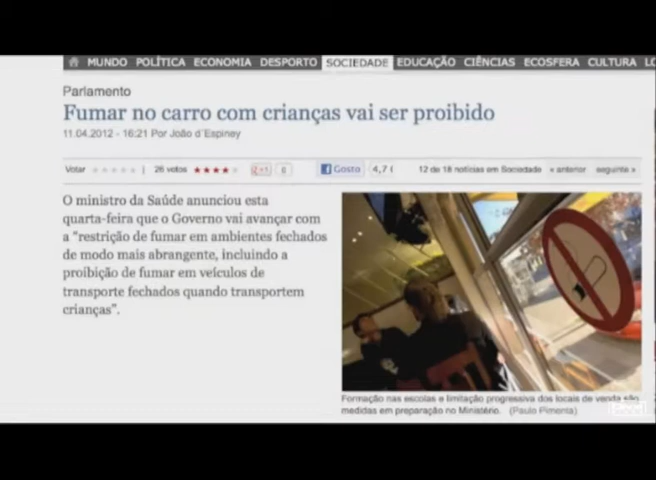 MUNDO POLÍTICA ECONOMIA DESPORTO SOCIEDADE EDUCAÇÃO CIÊNCIAS ECOSFERA CULTURA
Parlamento
Fumar no carro com crianças vai ser proibido
11.04.2012 - 16:21 Por João d´Espiney
Votar | 26 votos +1 0 Gosto 4,7 12 de 18 notícias em Sociedade « anterior seguinte »
O ministro da Saúde anunciou esta
quarta-feira que o Governo vai avançar com
a “restrição de fumar em ambientes fechados
de modo mais abrangente, incluindo a
proibição de fumar em veículos de
transporte fechados quando transportem
crianças”.
Formação nas escolas e limitação progressiva dos locais de venda são
medidas em preparação no Ministério. (Paulo Pimenta)